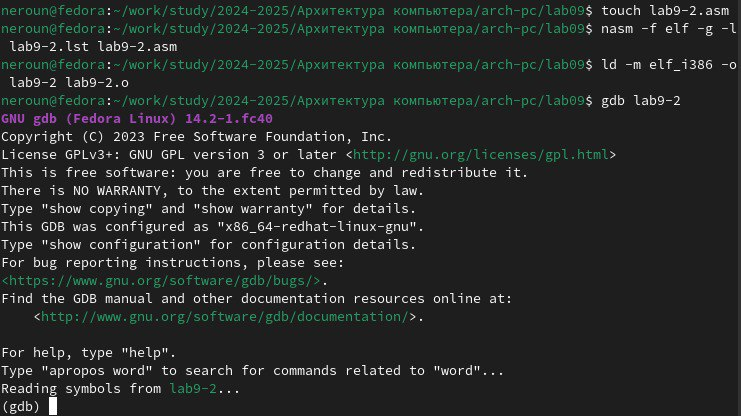 neroun@fedora:~/work/study/2024-2025/Архитектура компьютера/arch-pc/lab09$ touch lab9-2.asm
neroun@fedora:~/work/study/2024-2025/Архитектура компьютера/arch-pc/lab09$ nasm -f elf -g -l
 lab9-2.lst lab9-2.asm
neroun@fedora:~/work/study/2024-2025/Архитектура компьютера/arch-pc/lab09$ ld -m elf_i386 -o
 lab9-2 lab9-2.o
neroun@fedora:~/work/study/2024-2025/Архитектура компьютера/arch-pc/lab09$ gdb lab9-2
GNU gdb (Fedora Linux) 14.2-1.fc40
Copyright (C) 2023 Free Software Foundation, Inc.
License GPLv3+: GNU GPL version 3 or later <http://gnu.org/licenses/gpl.html>
This is free software: you are free to change and redistribute it.
There is NO WARRANTY, to the extent permitted by law.
Type "show copying" and "show warranty" for details.
This GDB was configured as "x86_64-redhat-linux-gnu".
Type "show configuration" for configuration details.
For bug reporting instructions, please see:
<https://www.gnu.org/software/gdb/bugs/>.
Find the GDB manual and other documentation resources online at:
    <http://www.gnu.org/software/gdb/documentation/>.

For help, type "help".
Type "apropos word" to search for commands related to "word"...
Reading symbols from lab9-2...
(gdb)